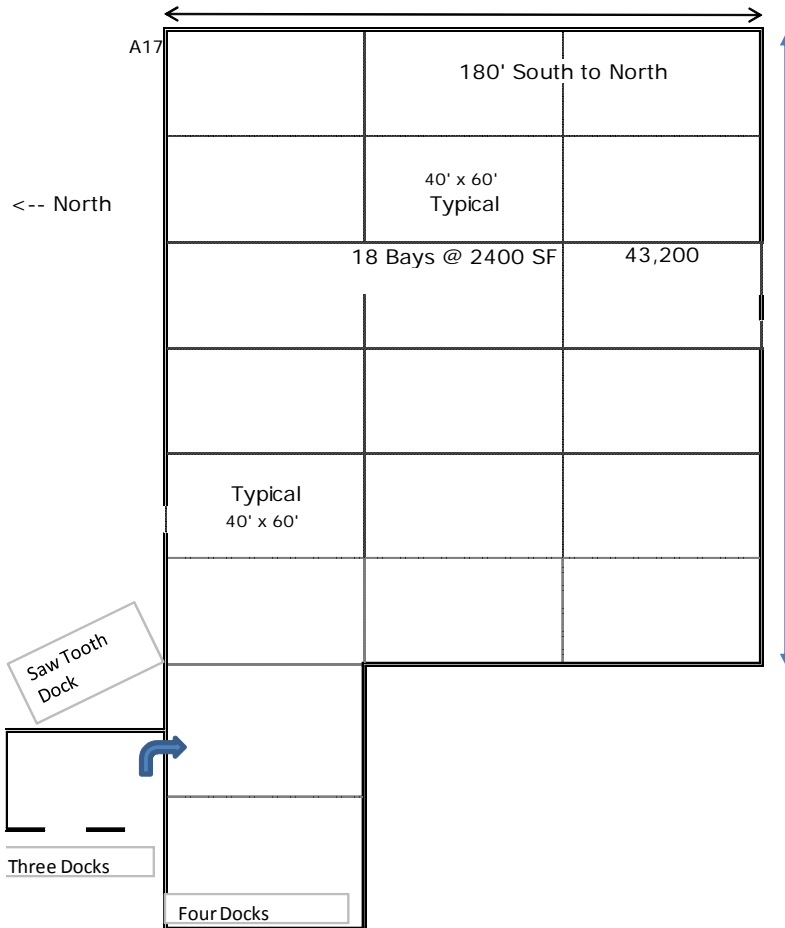 A17
180' South to North
40' x 60'
Typical
<-- North
18 Bays @ 2400 SF 43,200
Typical
40' x 60'
Saw Tooth
Dock
Three Docks
Four Docks